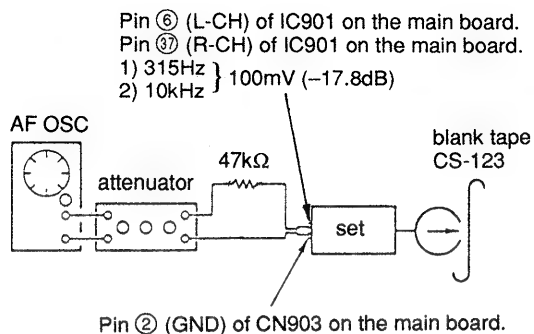 Pin ⑥ (L-CH) of IC901 on the main board.
Pin ㊲ (R-CH) of IC901 on the main board.
1) 315Hz
2) 10kHz
100mV (–17.8dB)
AF OSC
attenuator
47kΩ
set
blank tape
CS-123
Pin ② (GND) of CN903 on the main board.